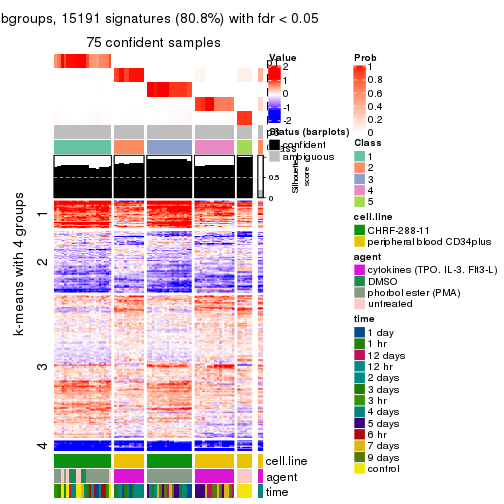 bgroups, 15191 signatures (80.8%) with fdr < 0.05
75 confident samples
k-means with 4 groups
1
2
3
4
Value
2
1
0
-1
-2
Status (barplots)
confident
ambiguous
0.5
0
Silhouette
score
cell.line
agent
time
Prob
1
0.8
0.6
0.4
0.2
0
Class
1
2
3
4
5
cell.line
CHRF-288-11
peripheral blood CD34plus
agent
cytokines (TPO. IL-3. Flt3-L)
DMSO
phorbol ester (PMA)
untreated
time
1 day
1 hr
12 days
12 hr
2 days
3 days
3 hr
4 days
5 days
6 hr
7 days
9 days
control